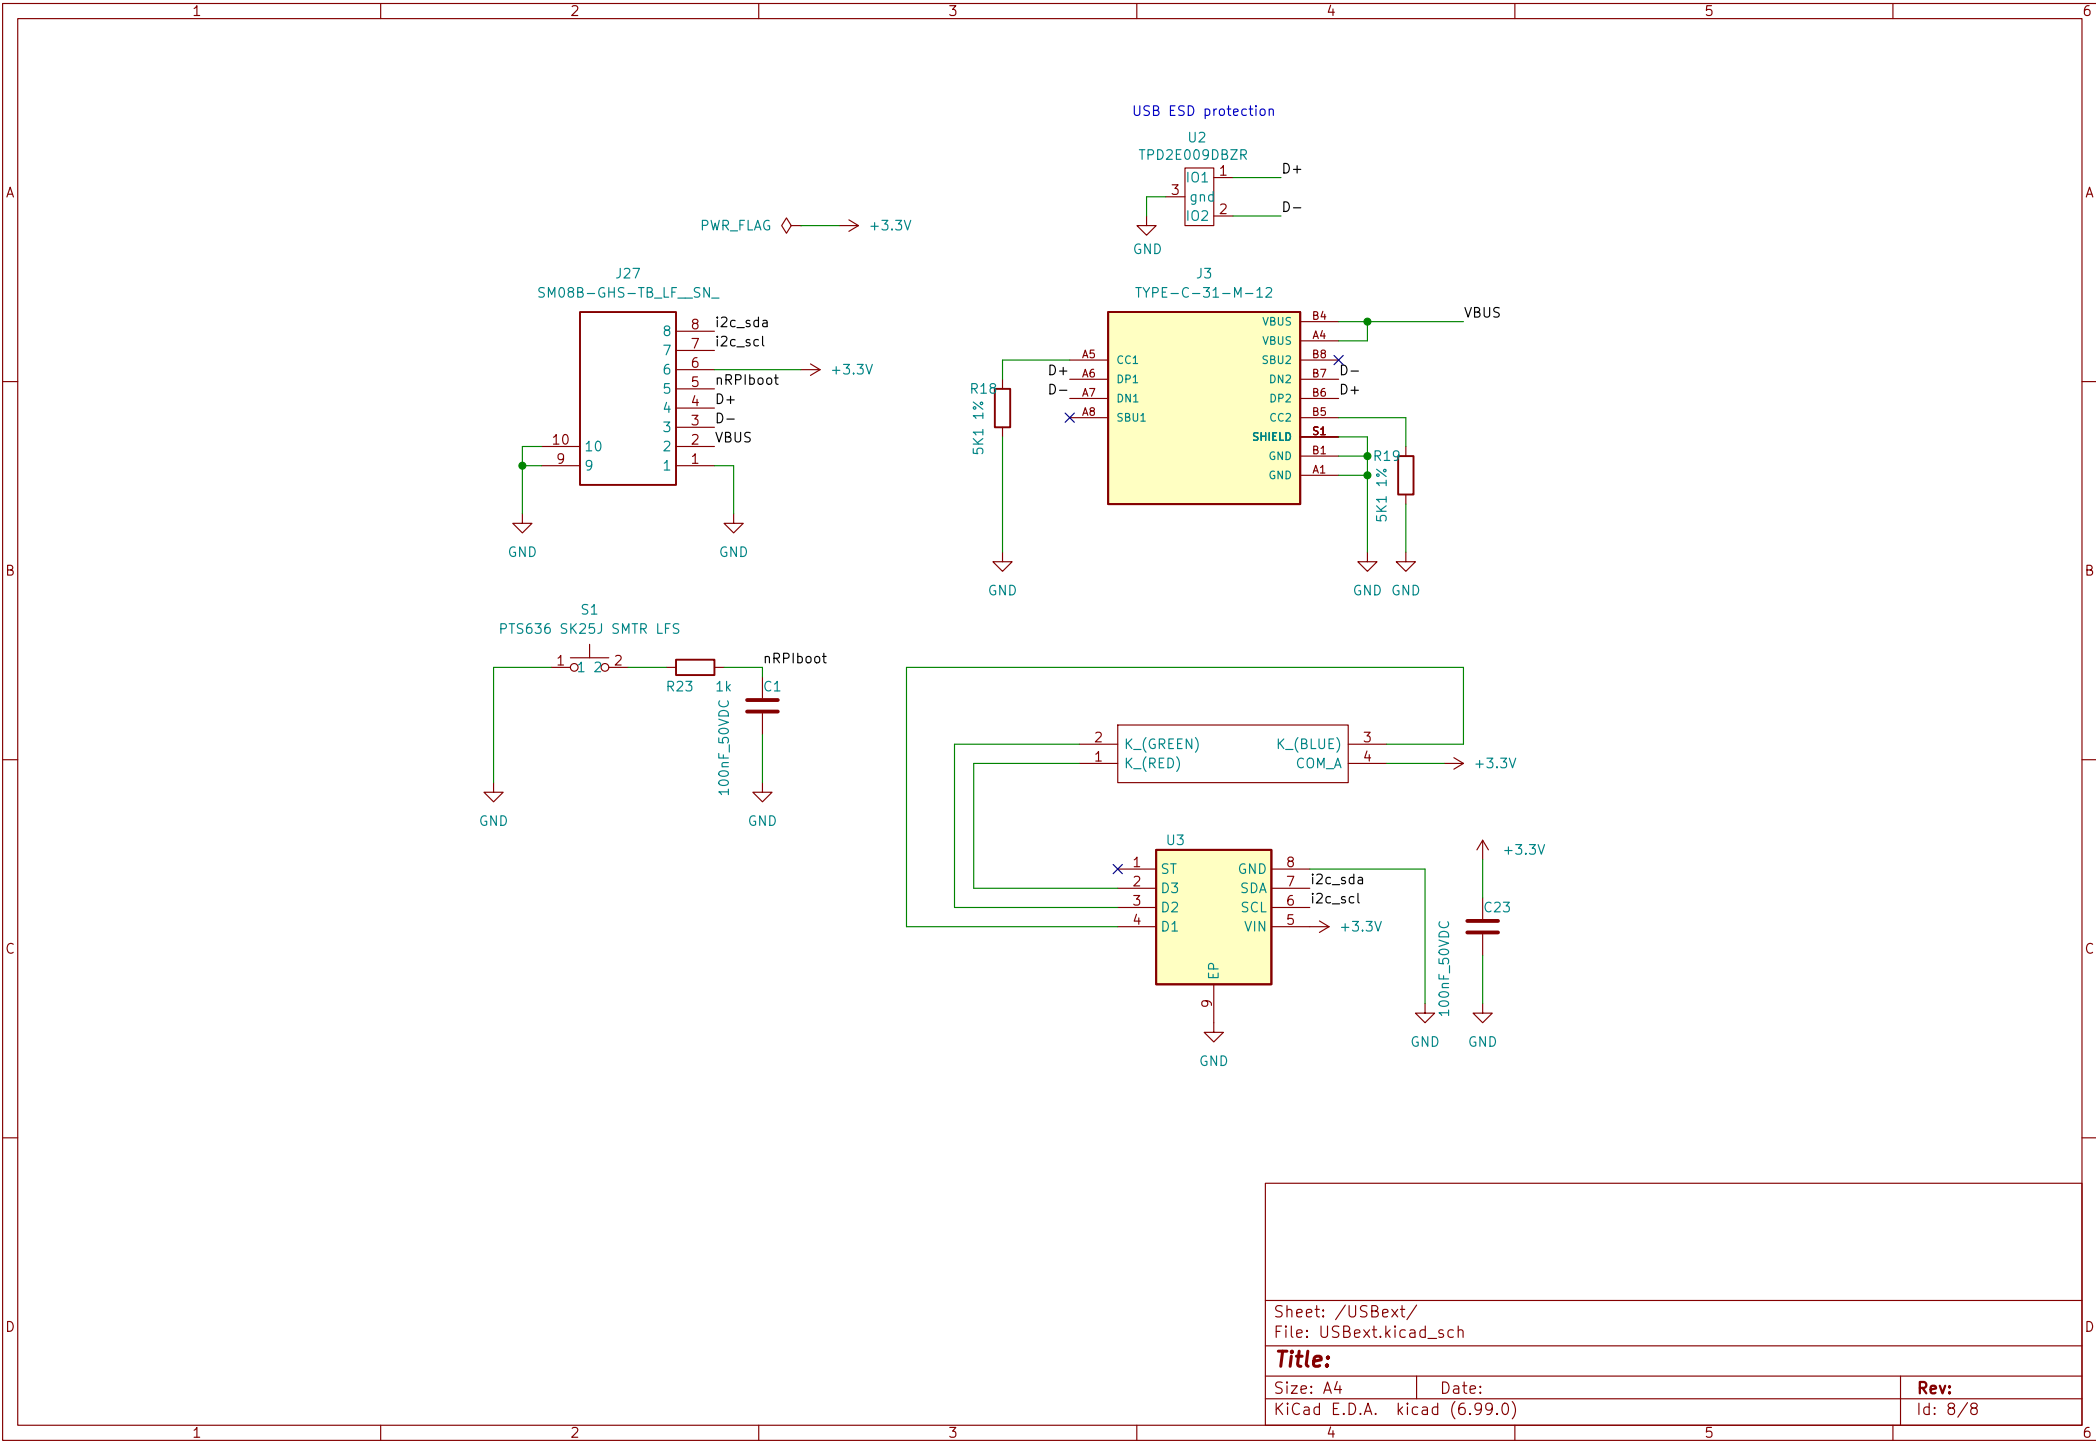 1 2 3 4 5 6
A A
B B
C C
D D
USB ESD protection
U2
TPD2E009DBZR
IO1 1 D+
3 gnd
IO2 2 D-
GND
PWR_FLAG +3.3V
J27
SM08B-GHS-TB_LF__SN_
8 8 i2c_sda
7 7 i2c_scl
6 6 +3.3V
5 5 nRPIboot
4 4 D+
3 3 D-
10 10 2 2 VBUS
9 9 1 1
GND GND
J3
TYPE-C-31-M-12
VBUS B4 VBUS
VBUS A4
A5 CC1 SBU2 B8
D+ A6 DP1 DN2 B7 D-
D- A7 DN1 DP2 B6 D+
A8 SBU1 CC2 B5
SHIELD S1
GND B1
GND A1
R18
5K1 1%
R19
5K1 1%
GND GND GND
S1
PTS636 SK25J SMTR LFS
1 1 2 2
R23 1k
nRPIboot
C1
100nF_50VDC
GND GND
2 K_(GREEN) K_(BLUE) 3
1 K_(RED) COM_A 4 +3.3V
U3
1 ST GND 8
2 D3 SDA 7 i2c_sda
3 D2 SCL 6 i2c_scl
4 D1 VIN 5 +3.3V
EP
9
GND
+3.3V
C23
100nF_50VDC
GND GND
Sheet: /USBext/
File: USBext.kicad_sch
Title:
Size: A4 Date: Rev:
KiCad E.D.A. kicad (6.99.0) Id: 8/8
1 2 3 4 5 6